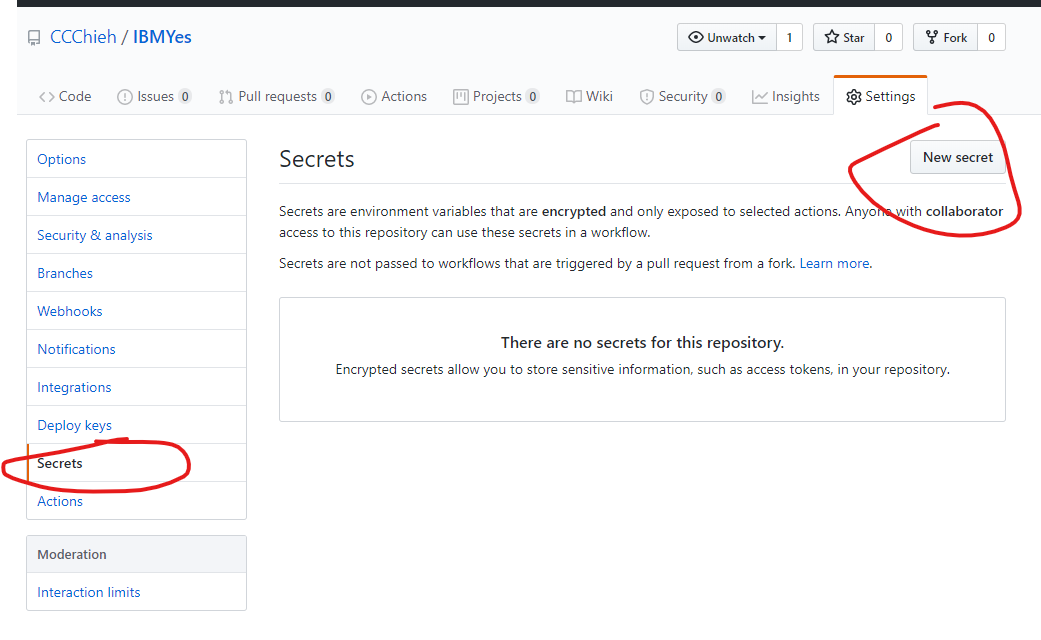 CCChieh / IBMYes
Unwatch 1 Star 0 Fork 0
Code Issues 0 Pull requests 0 Actions Projects 0 Wiki Security 0 Insights Settings
Options
Manage access
Security & analysis
Branches
Webhooks
Notifications
Integrations
Deploy keys
Secrets
Actions
Moderation
Interaction limits
Secrets
New secret
Secrets are environment variables that are encrypted and only exposed to selected actions. Anyone with collaborator
access to this repository can use these secrets in a workflow.
Secrets are not passed to workflows that are triggered by a pull request from a fork. Learn more.
There are no secrets for this repository.
Encrypted secrets allow you to store sensitive information, such as access tokens, in your repository.